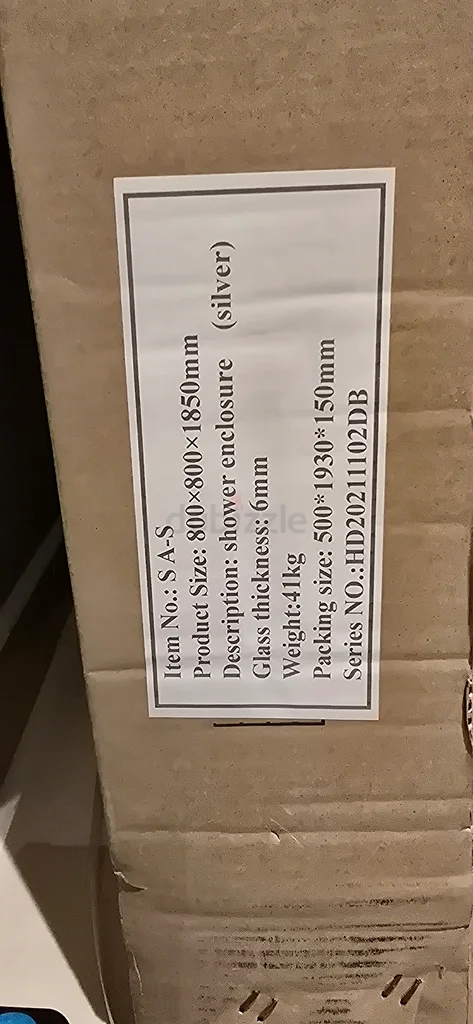 Item No.: S A-S
Product Size: 800×800×1850mm
Description: shower enclosure (silver)
Glass thickness: 6mm
Weight:41kg
Packing size: 500*1930*150mm
Series NO.:HD20211102DB
dubizzle